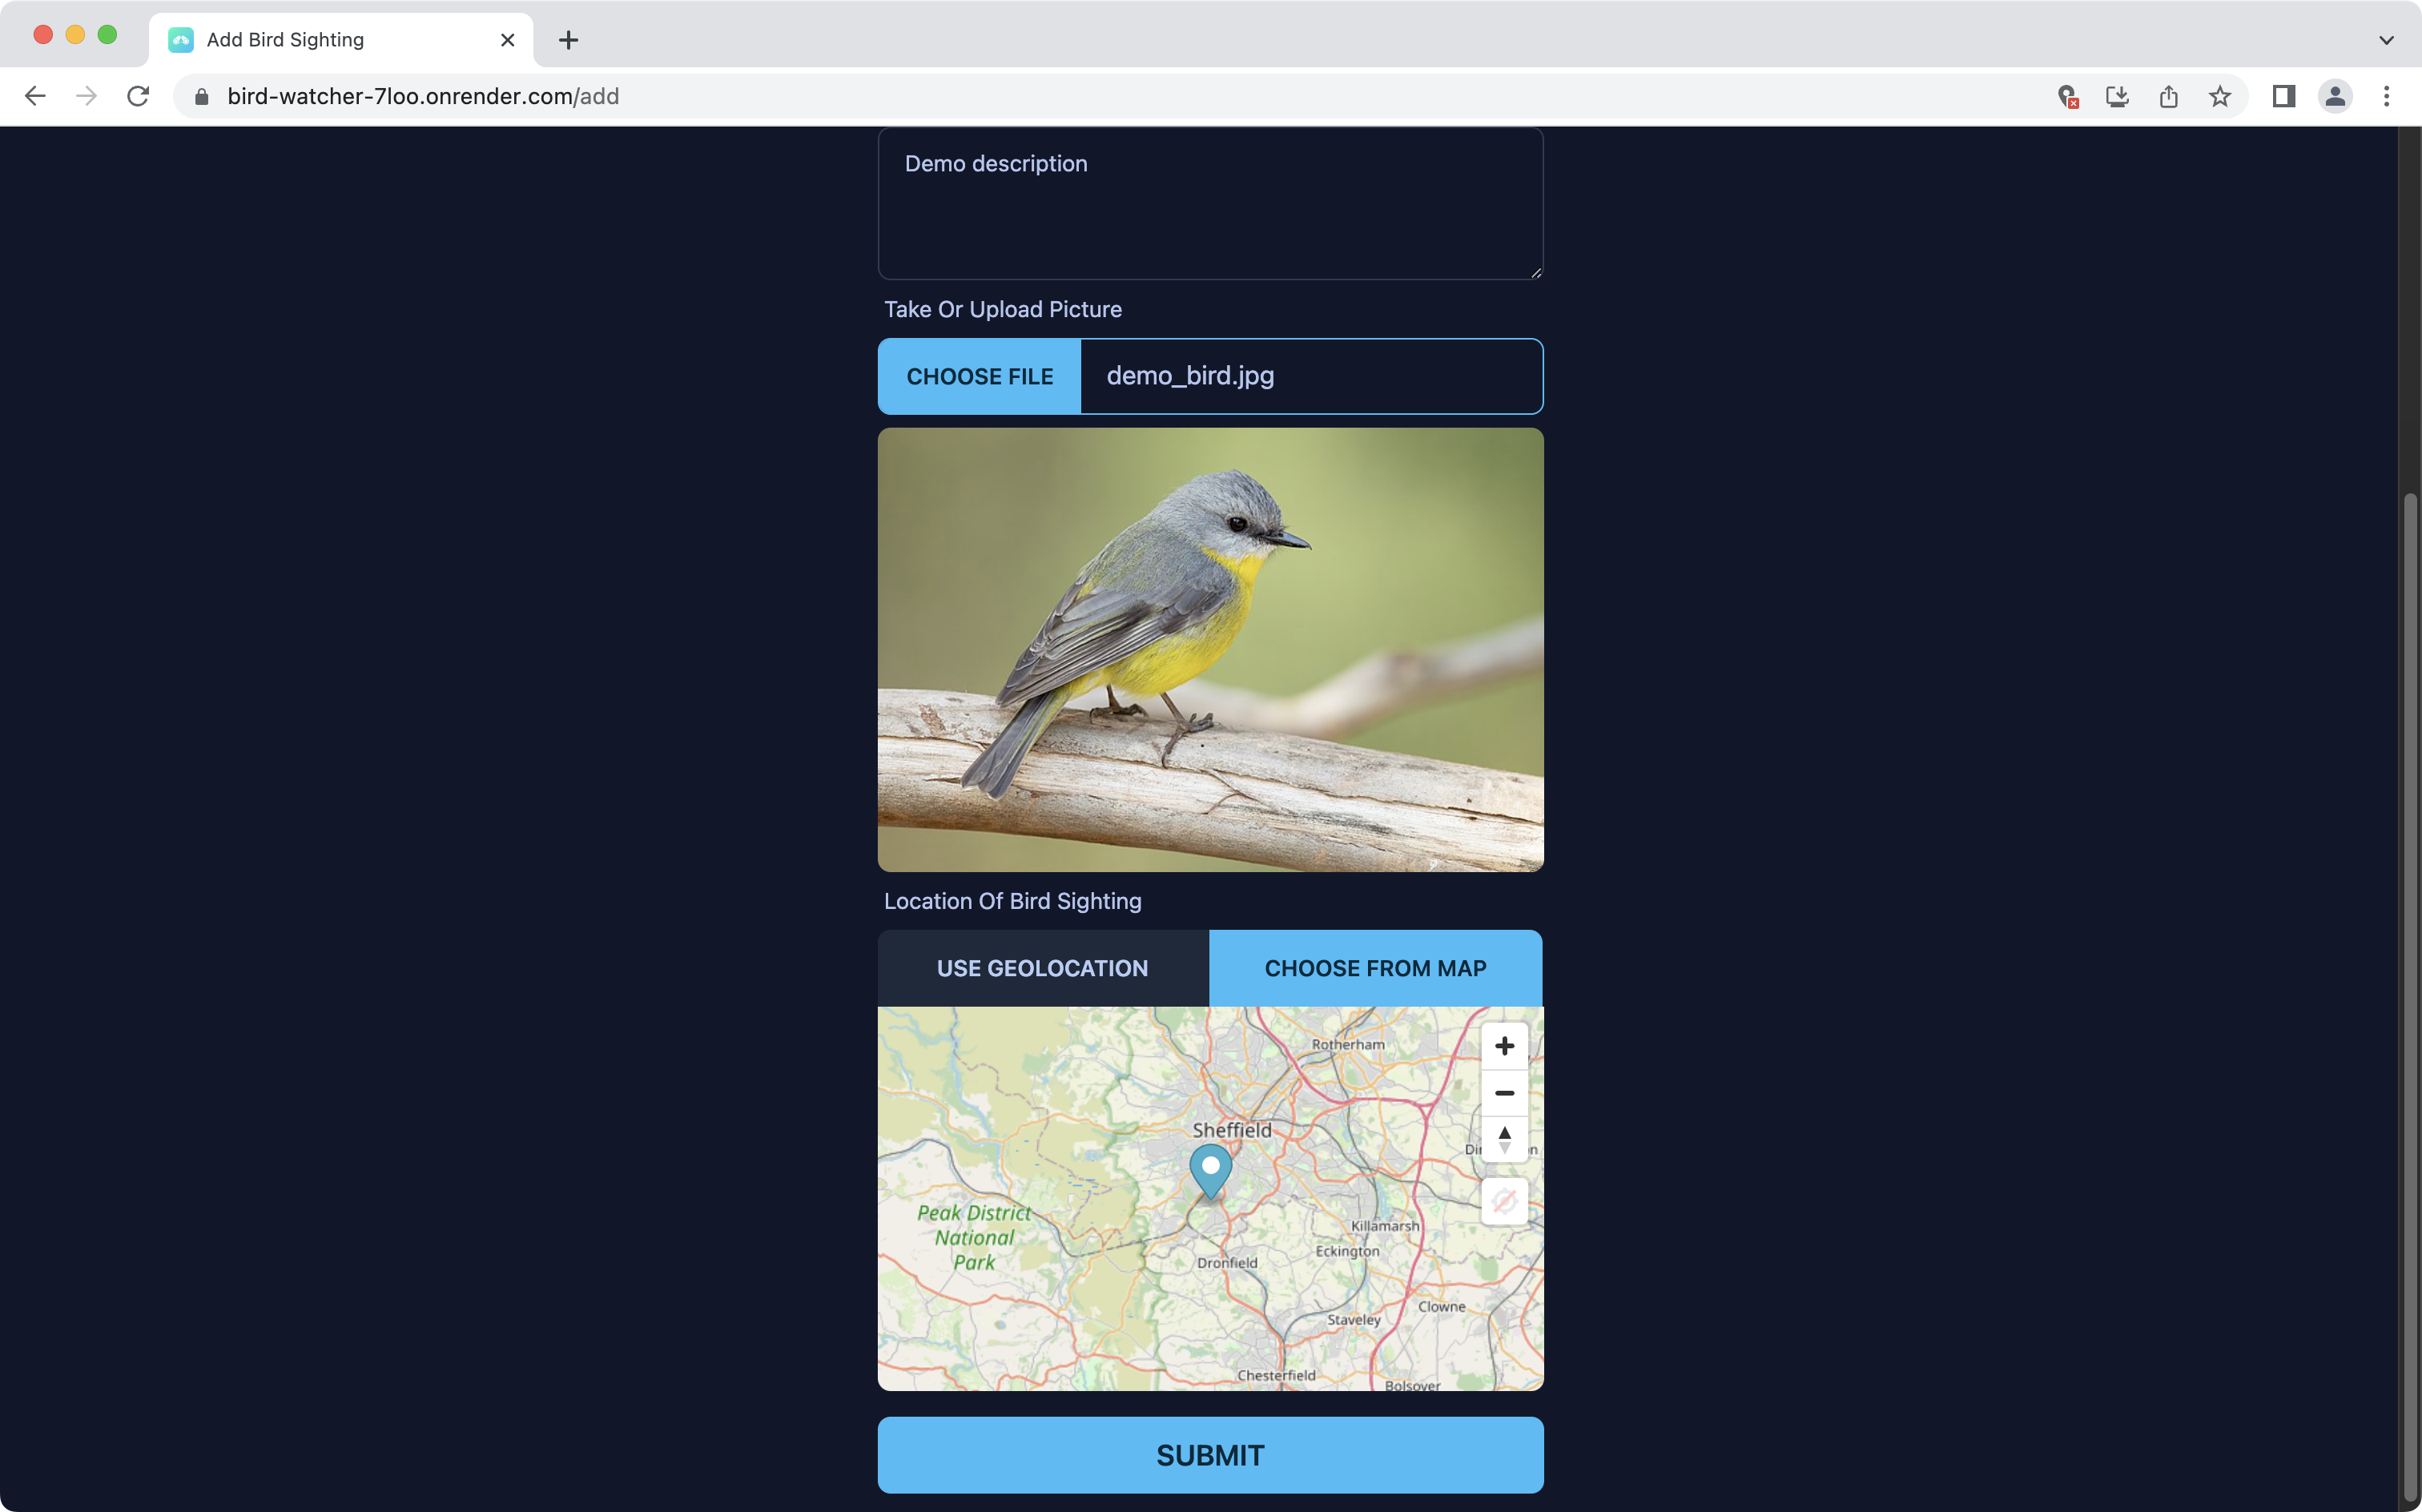 Add Bird Sighting
bird-watcher-7loo.onrender.com/add
Demo description
Take Or Upload Picture
CHOOSE FILE
demo_bird.jpg
Location Of Bird Sighting
USE GEOLOCATION
CHOOSE FROM MAP
Rotherham
Sheffield
Peak District
National
Park
Killamarsh
Eckington
Dronfield
Clowne
Staveley
Chesterfield
Bolsover
SUBMIT